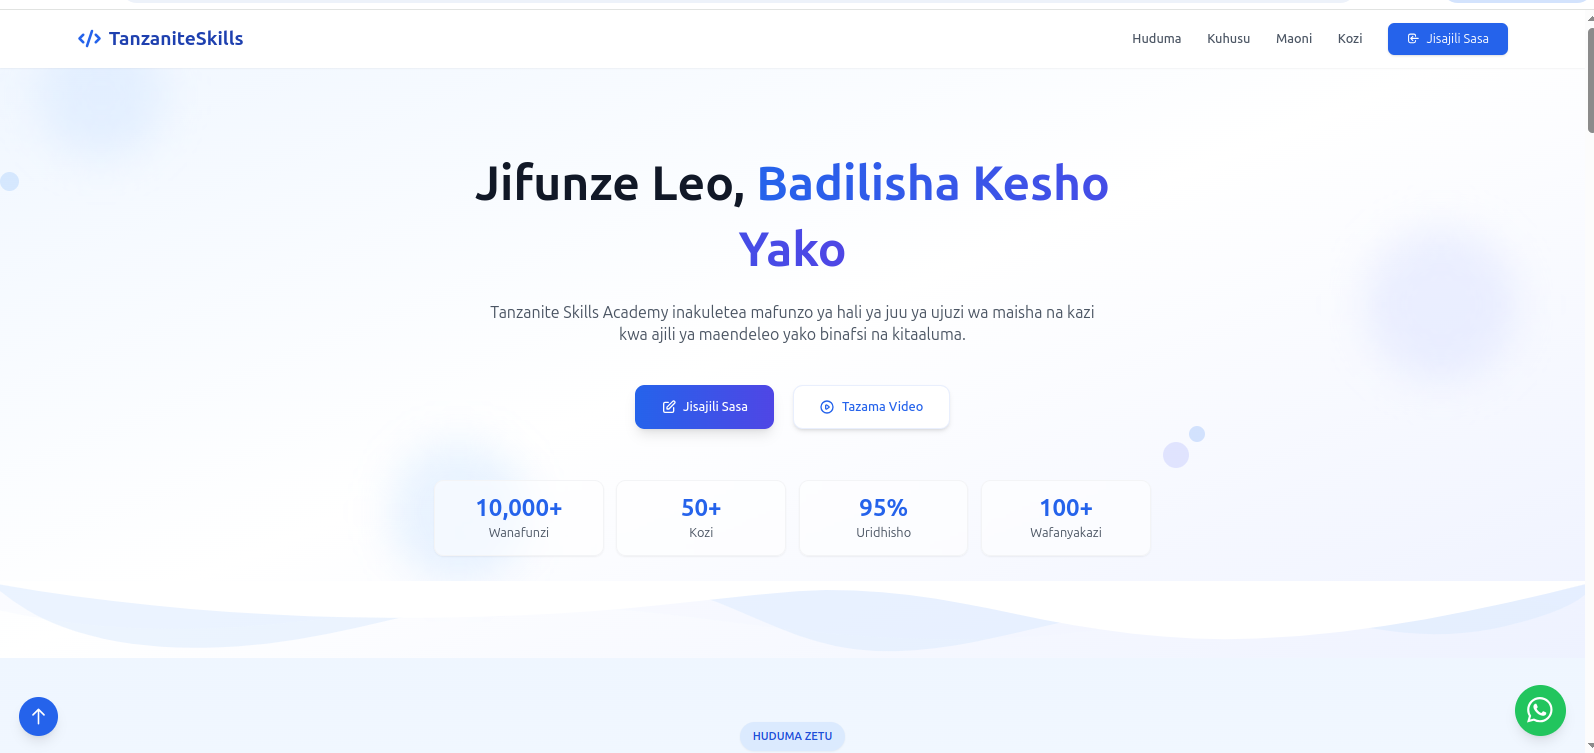 TanzaniteSkills
Huduma
Kuhusu
Maoni
Kozi
Jisajili Sasa
Jifunze Leo, Badilisha Kesho
Yako
Tanzanite Skills Academy inakuletea mafunzo ya hali ya juu ya ujuzi wa maisha na kazi
kwa ajili ya maendeleo yako binafsi na kitaaluma.
Jisajili Sasa
Tazama Video
10,000+
Wanafunzi
50+
Kozi
95%
Uridhisho
100+
Wafanyakazi
HUDUMA ZETU